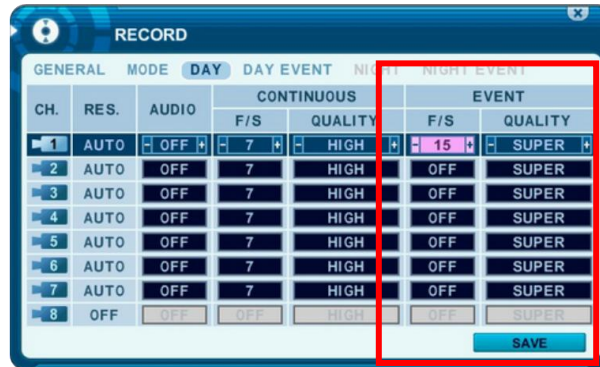 RECORD
GENERAL MODE DAY DAY EVENT NIGHT NIGHT EVENT
CH. RES. AUDIO CONTINUOUS EVENT
F/S QUALITY F/S QUALITY
1 AUTO - OFF + - 7 + - HIGH + - 15 + - SUPER +
2 AUTO OFF 7 HIGH OFF SUPER
3 AUTO OFF 7 HIGH OFF SUPER
4 AUTO OFF 7 HIGH OFF SUPER
5 AUTO OFF 7 HIGH OFF SUPER
6 AUTO OFF 7 HIGH OFF SUPER
7 AUTO OFF 7 HIGH OFF SUPER
8 OFF OFF OFF HIGH OFF SUPER
SAVE